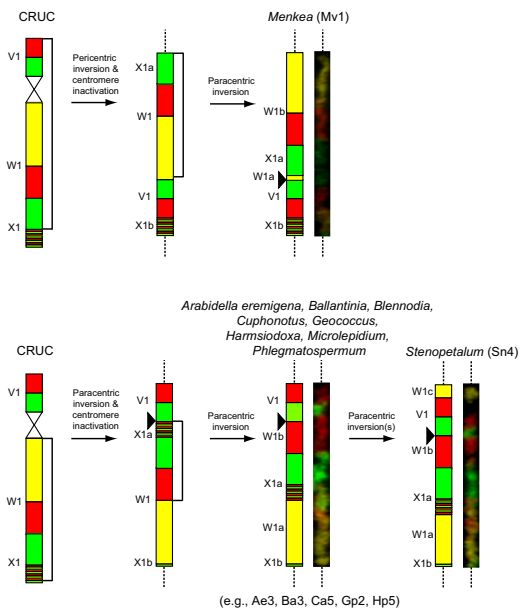 CRUC
Menkea (Mv1)
V1
W1
X1
Pericentric
inversion &
centromere
inactivation
X1a
W1
V1
X1b
Paracentric
inversion
W1b
X1a
W1a
V1
X1b
Arabidella eremigena, Ballantinia, Blennodia,
Cuphonotus, Geococcus,
Harmsiodoxa, Microlepidium,
Phlegmatospermum
CRUC
Stenopetalum (Sn4)
V1
W1
X1
Paracentric
inversion &
centromere
inactivation
V1
X1a
W1
X1b
Paracentric
inversion
V1
W1b
X1a
W1a
X1b
Paracentric
inversion(s)
W1c
V1
W1b
X1a
W1a
X1b
(e.g., Ae3, Ba3, Ca5, Gp2, Hp5)